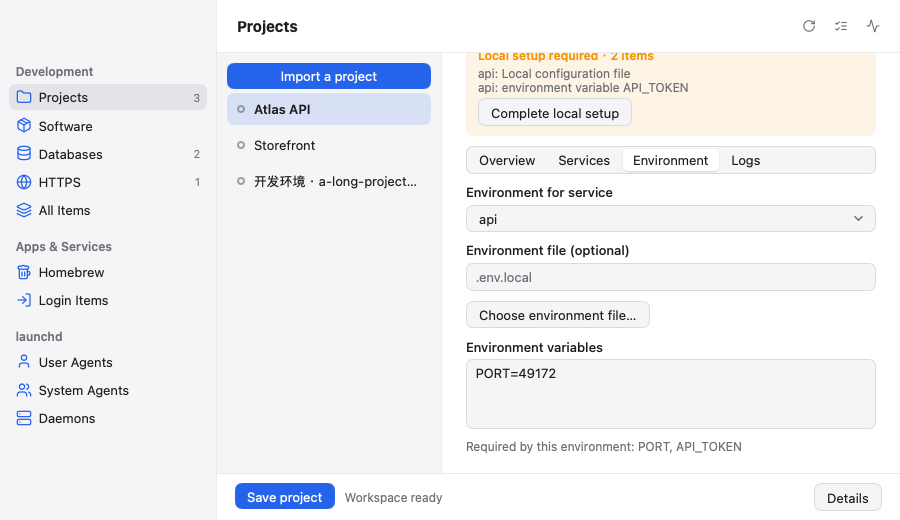 Projects
Development
Projects 3
Software
Databases 2
HTTPS 1
All Items
Apps & Services
Homebrew
Login Items
launchd
User Agents
System Agents
Daemons
Import a project
Atlas API
Storefront
开发环境 · a-long-project...
Local setup required · 2 items
api: Local configuration file
api: environment variable API_TOKEN
Complete local setup
Overview Services Environment Logs
Environment for service
api
Environment file (optional)
.env.local
Choose environment file...
Environment variables
PORT=49172
Required by this environment: PORT, API_TOKEN
Save project Workspace ready Details